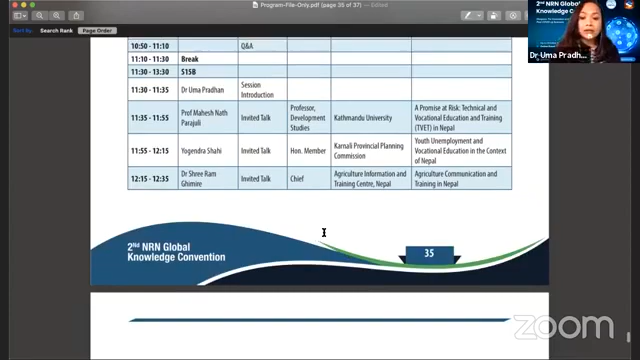 Program-File-Only.pdf (page 35 of 37) — Edited
Sort by: Search Rank Page Order
2nd NRN Global
Knowledge Convention
Dr Uma Pradh...
10:50 - 11:10 Q&A
11:10 - 11:30 Break
11:30 - 13:30 S15B
11:30 - 11:35 Dr Uma Pradhan Session
Introduction
11:35 - 11:55 Prof Mahesh Nath
Parajuli Invited Talk Professor,
Development
Studies Kathmandu University A Promise at Risk: Technical and
Vocational Education and Training
(TVET) in Nepal
11:55 - 12:15 Yogendra Shahi Invited Talk Hon. Member Karnali Provincial Planning
Commission Youth Unemployment and
Vocational Education in the Context
of Nepal
12:15 - 12:35 Dr Shree Ram
Ghimire Invited Talk Chief Agriculture Information and
Training Centre, Nepal Agriculture Communication and
Training in Nepal
2Nd NRN Global
Knowledge Convention
35
zoom